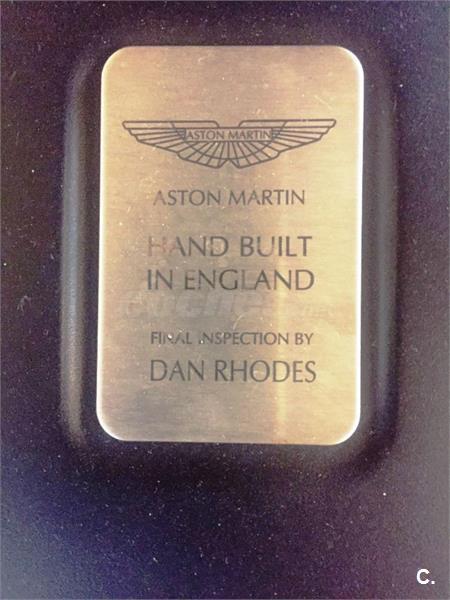 ASTON MARTIN
ASTON MARTIN
HAND BUILT
IN ENGLAND
FINAL INSPECTION BY
DAN RHODES
C.